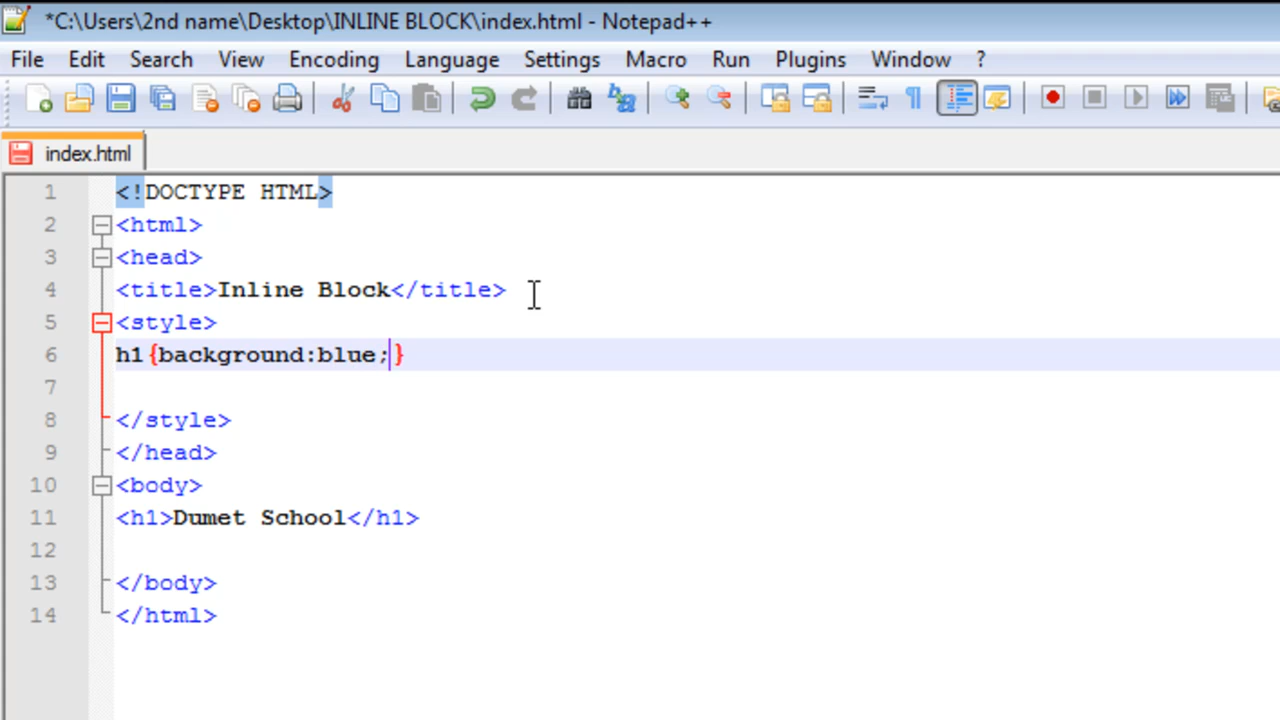 *C:\Users\2nd name\Desktop\INLINE BLOCK\index.html - Notepad++
File Edit Search View Encoding Language Settings Macro Run Plugins Window ?
index.html
1 <!DOCTYPE HTML>
2 <html>
3 <head>
4 <title>Inline Block</title>
5 <style>
6 h1{background:blue;}
7
8 </style>
9 </head>
10 <body>
11 <h1>Dumet School</h1>
12
13 </body>
14 </html>